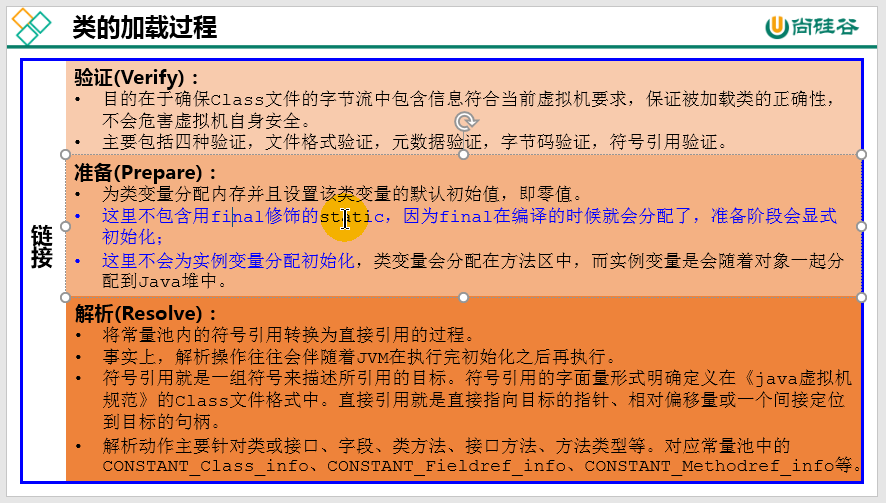 类的加载过程
尚硅谷
链接
验证(Verify)：
• 目的在于确保Class文件的字节流中包含信息符合当前虚拟机要求，保证被加载类的正确性，
不会危害虚拟机自身安全。
• 主要包括四种验证，文件格式验证，元数据验证，字节码验证，符号引用验证。
准备(Prepare)：
• 为类变量分配内存并且设置该类变量的默认初始值，即零值。
• 这里不包含用final修饰的static，因为final在编译的时候就会分配了，准备阶段会显式
初始化；
• 这里不会为实例变量分配初始化，类变量会分配在方法区中，而实例变量是会随着对象一起分
配到Java堆中。
解析(Resolve)：
• 将常量池内的符号引用转换为直接引用的过程。
• 事实上，解析操作往往会伴随着JVM在执行完初始化之后再执行。
• 符号引用就是一组符号来描述所引用的目标。符号引用的字面量形式明确定义在《java虚拟机
规范》的Class文件格式中。直接引用就是直接指向目标的指针、相对偏移量或一个间接定位
到目标的句柄。
• 解析动作主要针对类或接口、字段、类方法、接口方法、方法类型等。对应常量池中的
CONSTANT_Class_info、CONSTANT_Fieldref_info、CONSTANT_Methodref_info等。